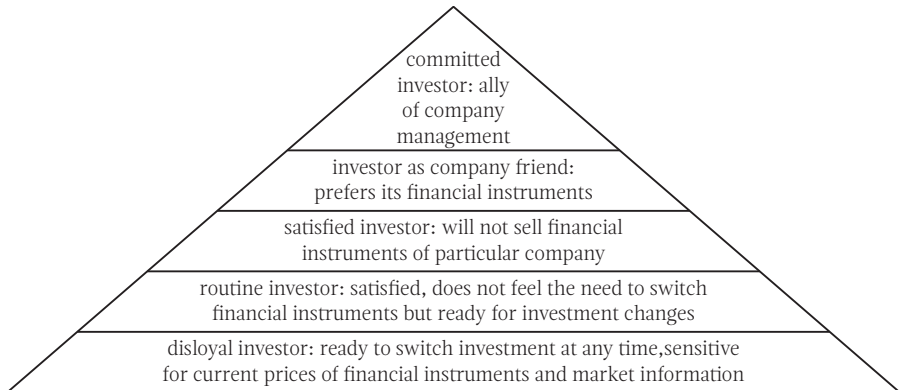 committed
investor: ally
of company
management
investor as company friend:
prefers its financial instruments
satisfied investor: will not sell financial
instruments of particular company
routine investor: satisfied, does not feel the need to switch
financial instruments but ready for investment changes
disloyal investor: ready to switch investment at any time,sensitive
for current prices of financial instruments and market information